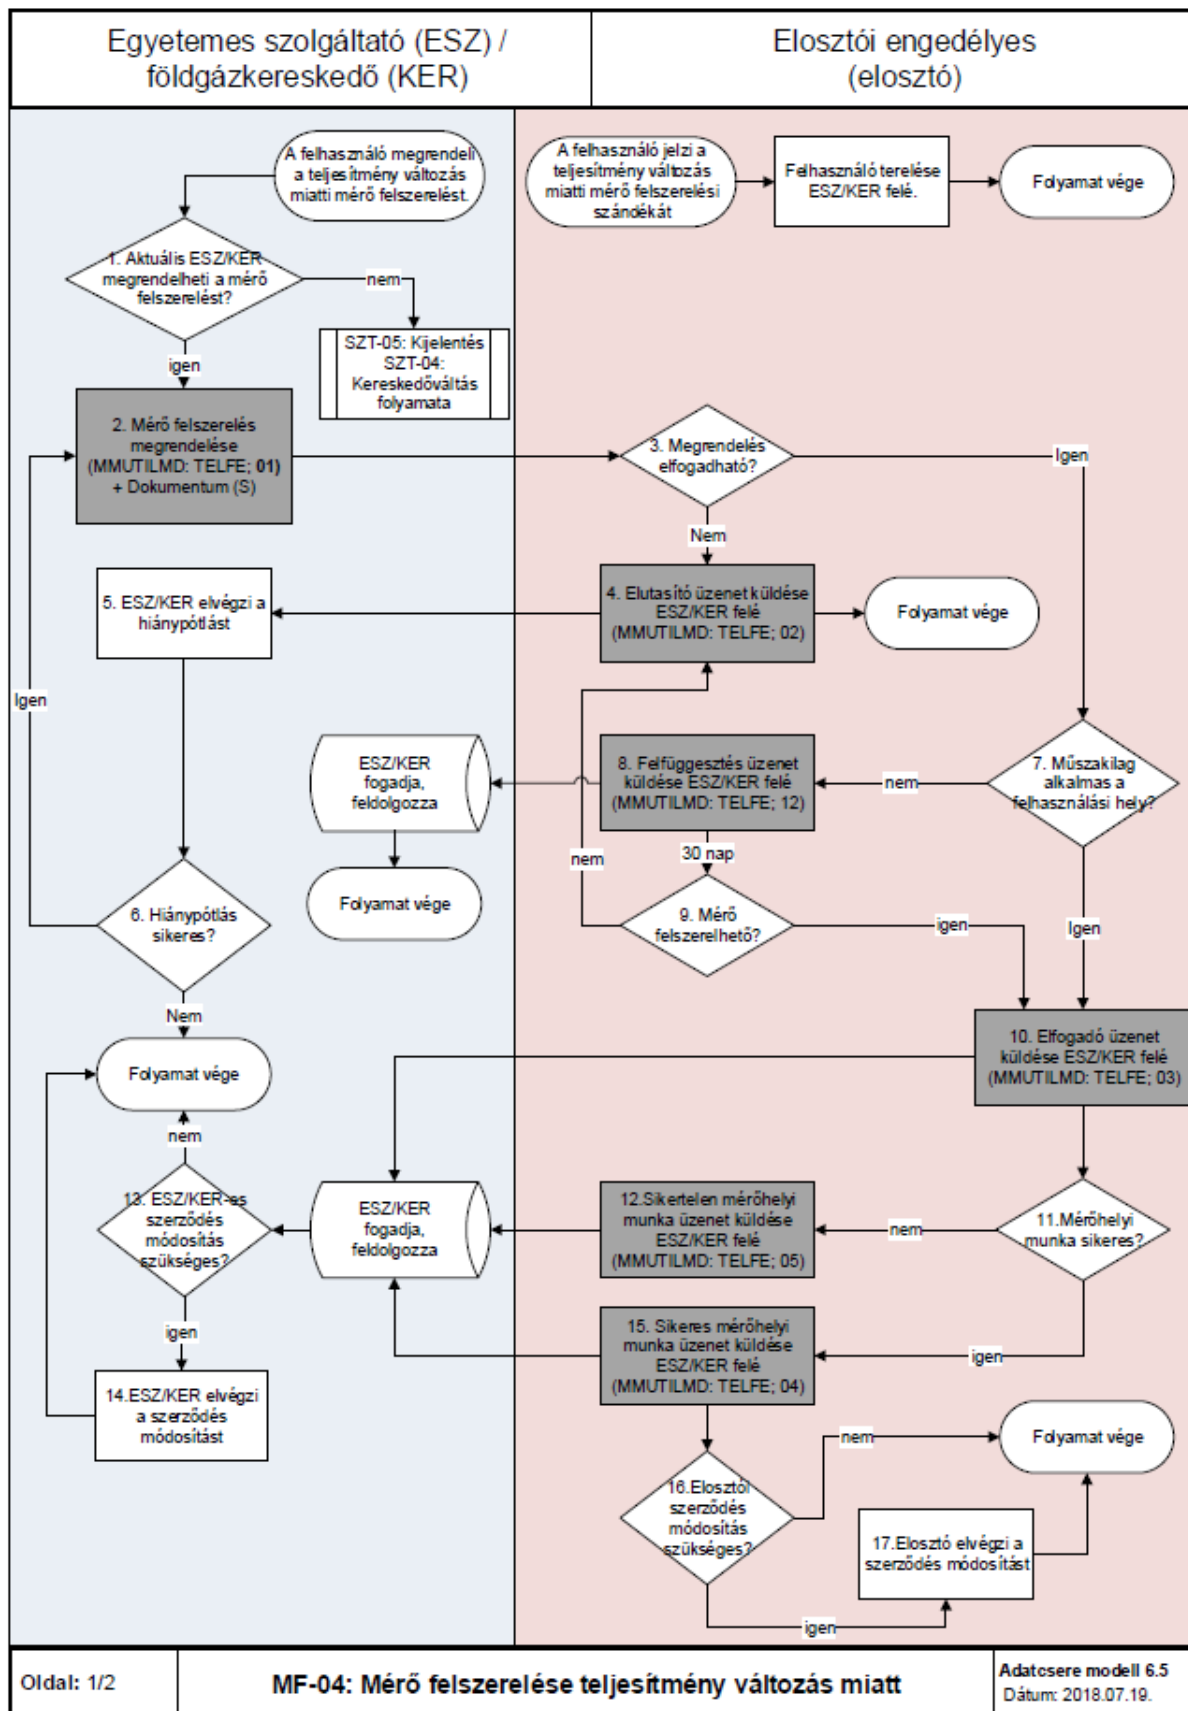 Egyetemes szolgáltató (ESZ) /
földgázkereskedő (KER)
Elosztói engedélyes
(elosztó)
A felhasználó megrendeli
a teljesítmény változás
miatti mérő felszerelést.
A felhasználó jelzi a
teljesítmény változás
miatti mérő felszerelési
szándékát
Felhasználó terelése
ESZ/KER felé.
Folyamat vége
1. Aktuális ESZ/KER
megrendelheti a mérő
felszerelést?
nem
igen
SZT-05: Kijelentés
SZT-04:
Kereskedőváltás
folyamata
2. Mérő felszerelés
megrendelése
(MMUTILMD: TELFE; 01)
+ Dokumentum (S)
3. Megrendelés
elfogadható?
Igen
Nem
4. Elutasító üzenet küldése
ESZ/KER felé
(MMUTILMD: TELFE; 02)
Folyamat vége
5. ESZ/KER elvégzi a
hiánypótlást
Igen
ESZ/KER
fogadja,
feldolgozza
8. Felfüggesztés üzenet
küldése ESZ/KER felé
(MMUTILMD: TELFE; 12)
nem
7. Műszakilag
alkalmas a
felhasználási hely?
30 nap
nem
Folyamat vége
6. Hiánypótlás
sikeres?
9. Mérő
felszerelhető?
igen
Igen
Nem
Folyamat vége
10. Elfogadó üzenet
küldése ESZ/KER felé
(MMUTILMD: TELFE; 03)
nem
13. ESZ/KER-es
szerződés
módosítás
szükséges?
ESZ/KER
fogadja,
feldolgozza
12.Sikertelen mérőhelyi
munka üzenet küldése
ESZ/KER felé
(MMUTILMD: TELFE; 05)
nem
11.Mérőhelyi
munka sikeres?
igen
15. Sikeres mérőhelyi
munka üzenet küldése
ESZ/KER felé
(MMUTILMD: TELFE; 04)
igen
14.ESZ/KER elvégzi
a szerződés
módosítást
nem
Folyamat vége
16.Elosztói
szerződés
módosítás
szükséges?
17.Elosztó elvégzi a
szerződés módosítást
igen
Oldal: 1/2
MF-04: Mérő felszerelése teljesítmény változás miatt
Adatcsere modell 6.5
Dátum: 2018.07.19.